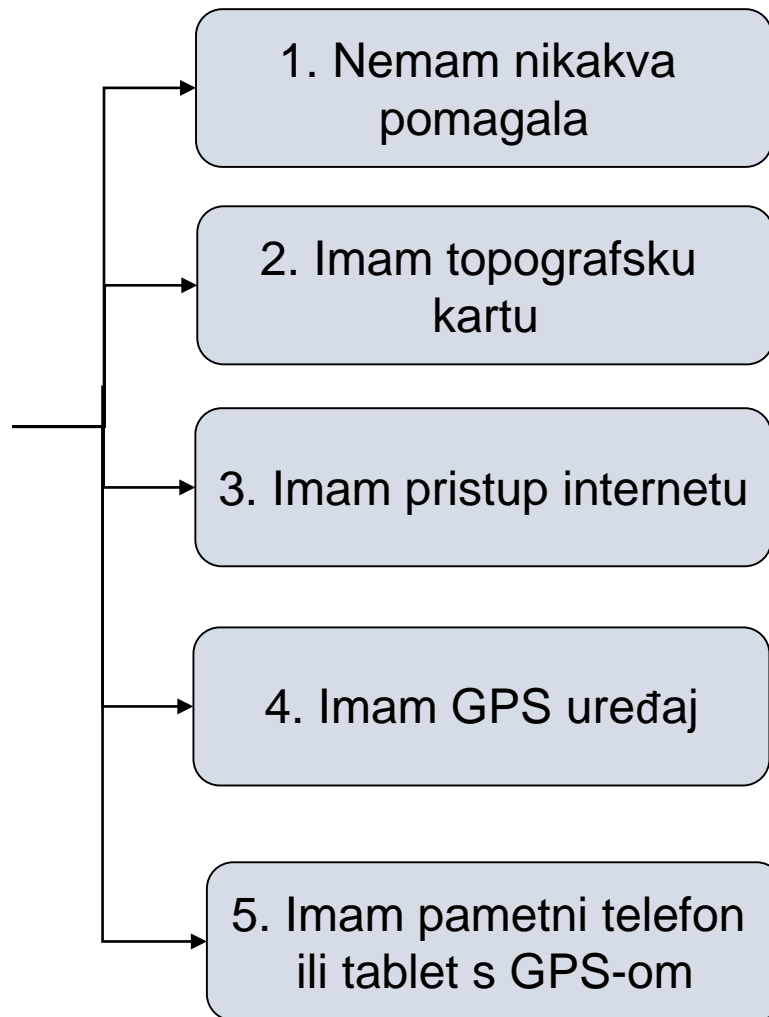 1. Nemam nikakva
pomagala
2. Imam topografsku
kartu
3. Imam pristup internetu
4. Imam GPS uređaj
5. Imam pametni telefon
ili tablet s GPS-om